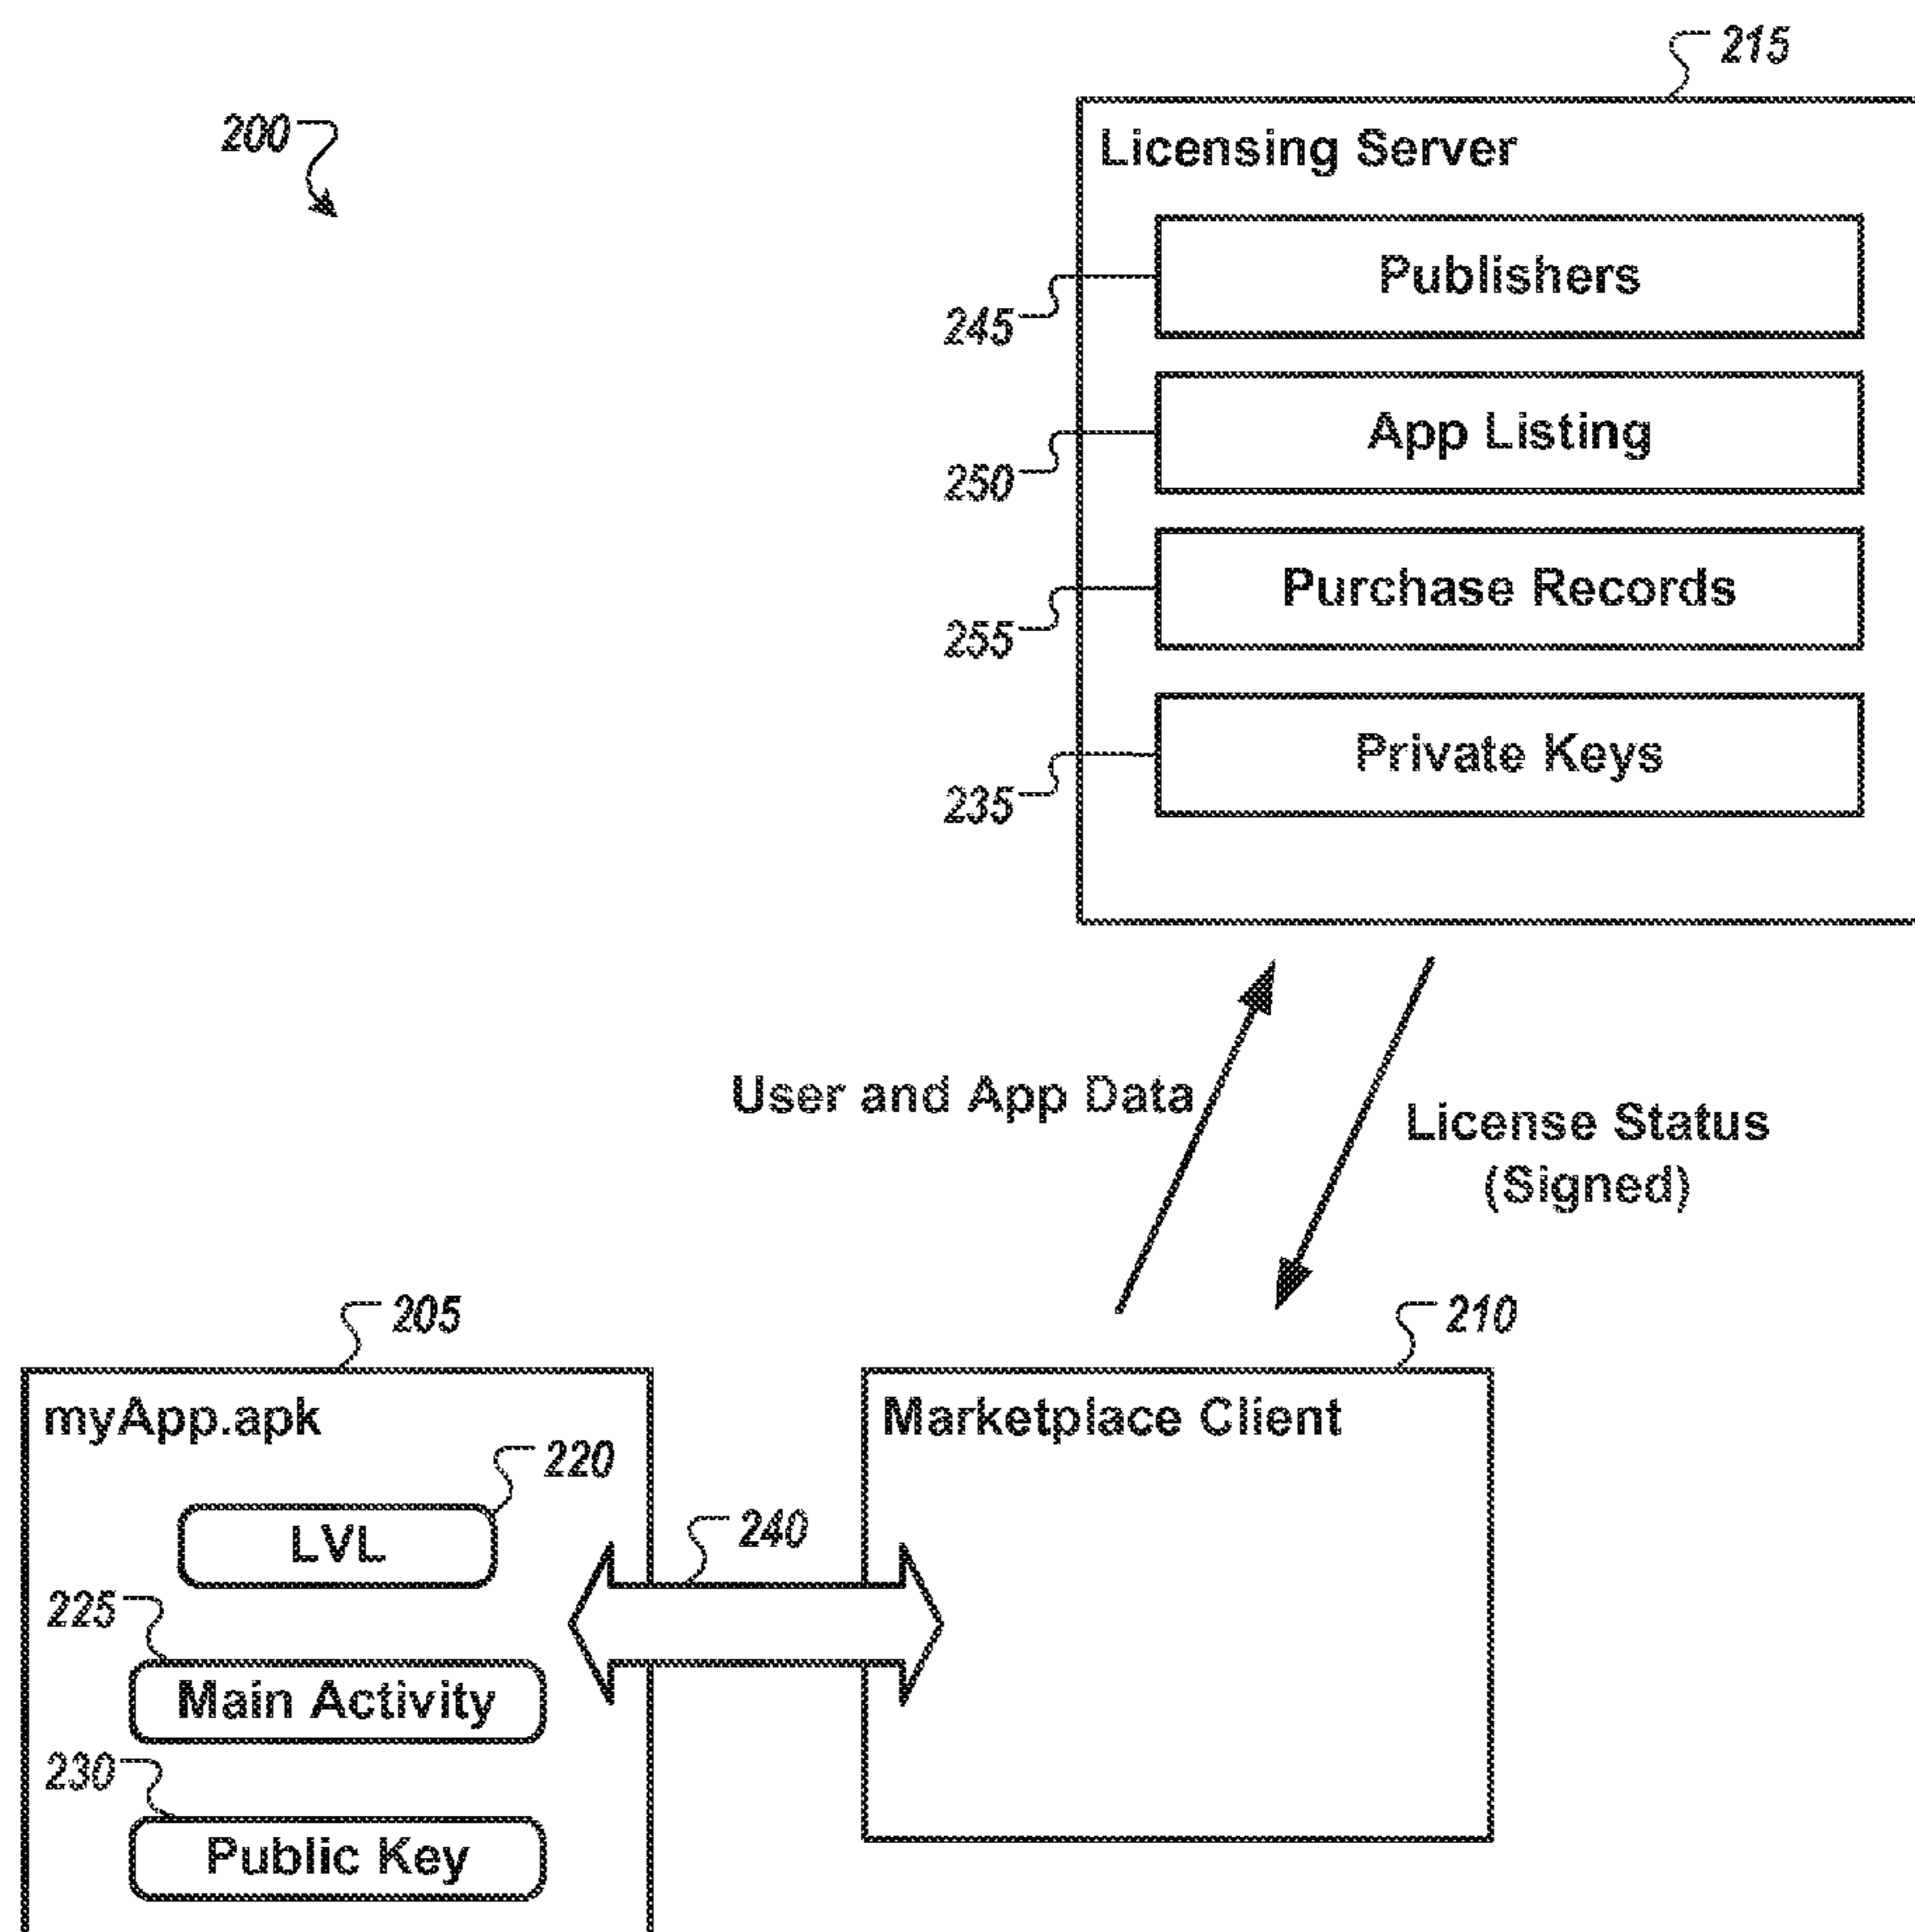 215
200
Licensing Server
Publishers
245
App Listing
250
Purchase Records
255
Private Keys
235
User and App Data
License Status
(Signed)
205
210
myApp.apk
Marketplace Client
220
LVL
240
225
Main Activity
230
Public Key